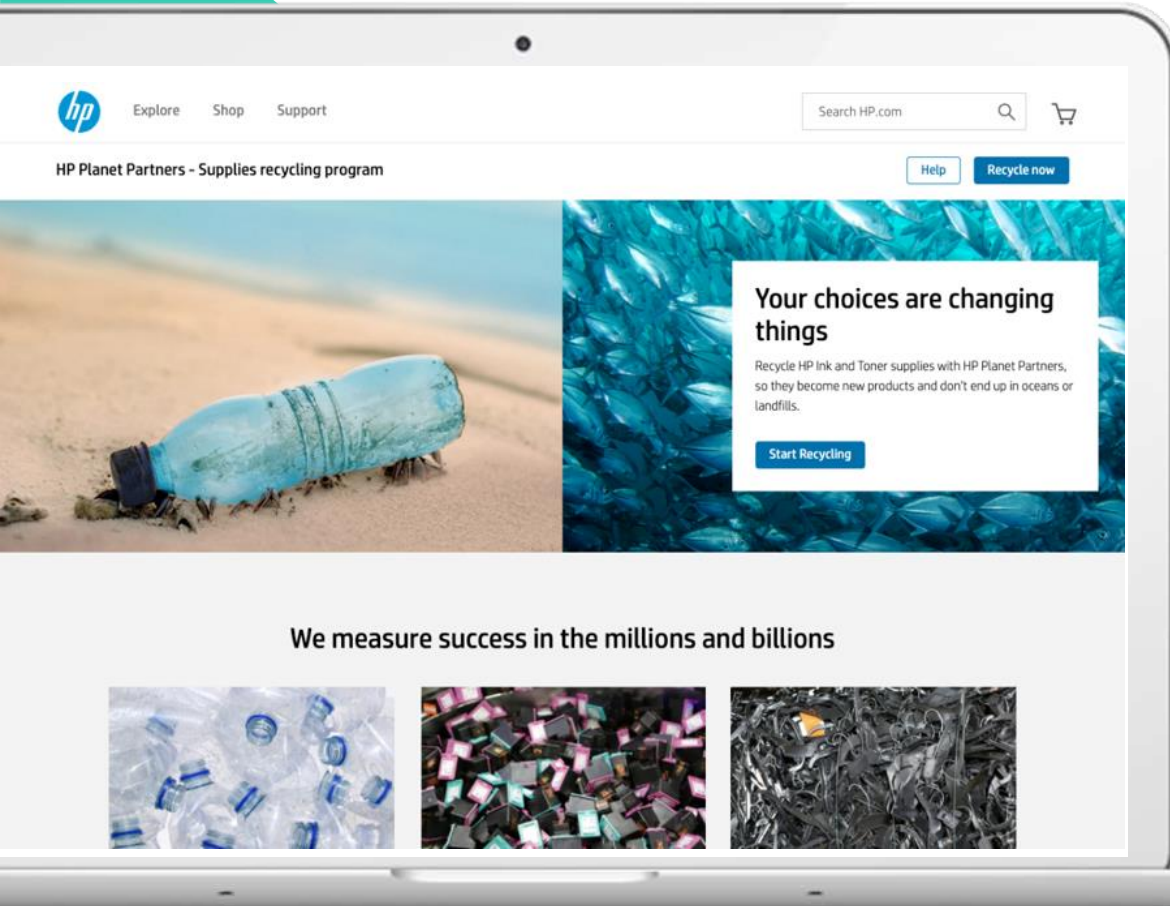 hp
Explore Shop Support
Search HP.com
HP Planet Partners - Supplies recycling program
Help
Recycle now
Your choices are changing
things
Recycle HP Ink and Toner supplies with HP Planet Partners,
so they become new products and don't end up in oceans or
landfills.
Start Recycling
We measure success in the millions and billions